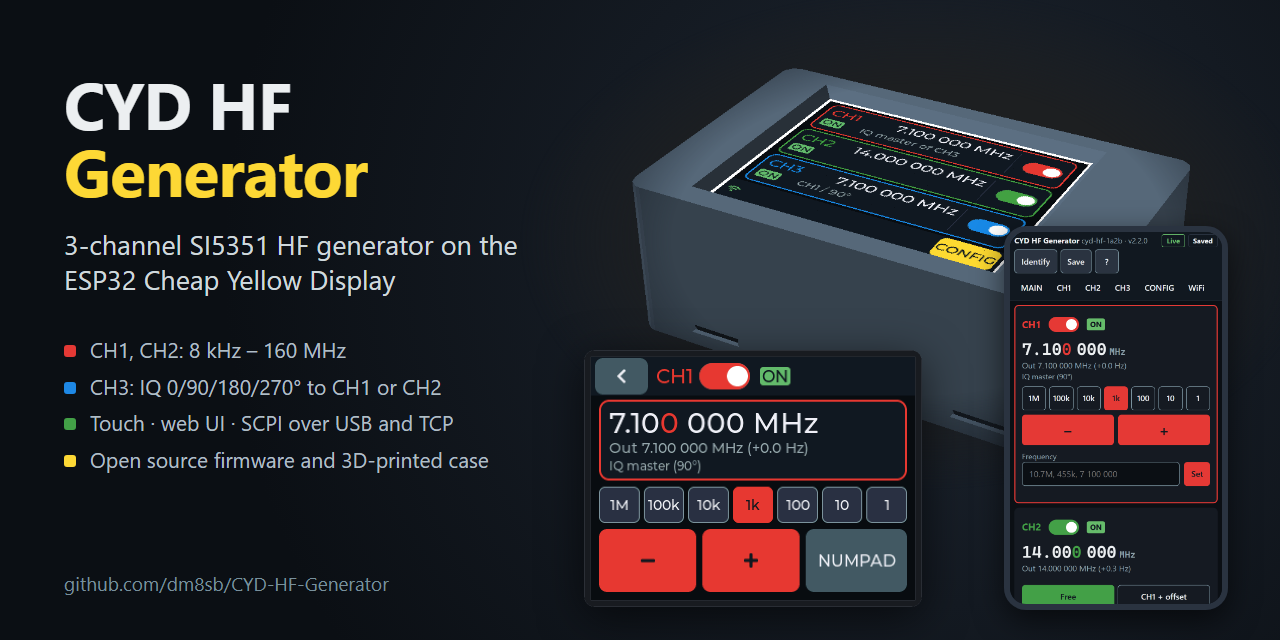 CYD HF
Generator
3-channel SI5351 HF generator on the
ESP32 Cheap Yellow Display
CH1, CH2: 8 kHz – 160 MHz
CH3: IQ 0/90/180/270° to CH1 or CH2
Touch · web UI · SCPI over USB and TCP
Open source firmware and 3D-printed case
github.com/dm8sb/CYD-HF-Generator
CH1
ON
7.100 000 MHz
IQ master of CH3
CH2
ON
14.000 000 MHz
CH3
ON
7.100 000 MHz
CH1 / 90°
CONFIG
CH1 ON
7.100 000 MHz
Out 7.100 000 MHz (+0.0 Hz)
IQ master (90°)
1M 100k 10k 1k 100 10 1
− + NUMPAD
CYD HF Generator cyd-hf-1a2b · v2.2.0 Live Saved
Identify Save ?
MAIN CH1 CH2 CH3 CONFIG WiFi
CH1 ON
7.100 000 MHz
Out 7.100 000 MHz (+0.0 Hz)
IQ master (90°)
1M 100k 10k 1k 100 10 1
− +
Frequency
10.7M, 455k, 7 100 000 Set
CH2 ON
14.000 000 MHz
Out 14.000 000 MHz (+0.3 Hz)
Free CH1 + offset